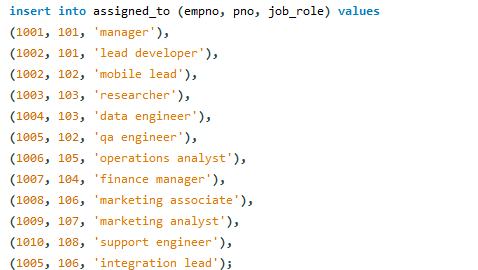 insert into assigned_to (empno, pno, job_role) values
(1001, 101, 'manager'),
(1002, 101, 'lead developer'),
(1002, 102, 'mobile lead'),
(1003, 103, 'researcher'),
(1004, 103, 'data engineer'),
(1005, 102, 'qa engineer'),
(1006, 105, 'operations analyst'),
(1007, 104, 'finance manager'),
(1008, 106, 'marketing associate'),
(1009, 107, 'marketing analyst'),
(1010, 108, 'support engineer'),
(1005, 106, 'integration lead');